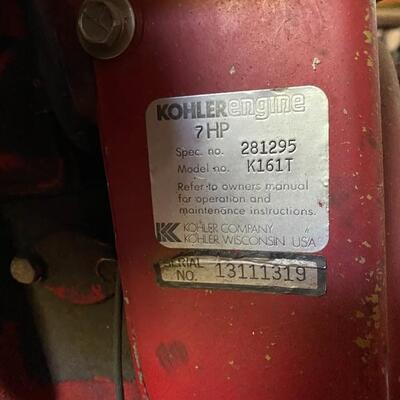 KOHLERengine
7HP
Spec. no. 281295
Model no. K161T
Refer to owners manual
for operation and
maintenance instructions.
K KOHLER COMPANY
KOHLER WISCONSIN USA
SERIAL
NO. 13111319